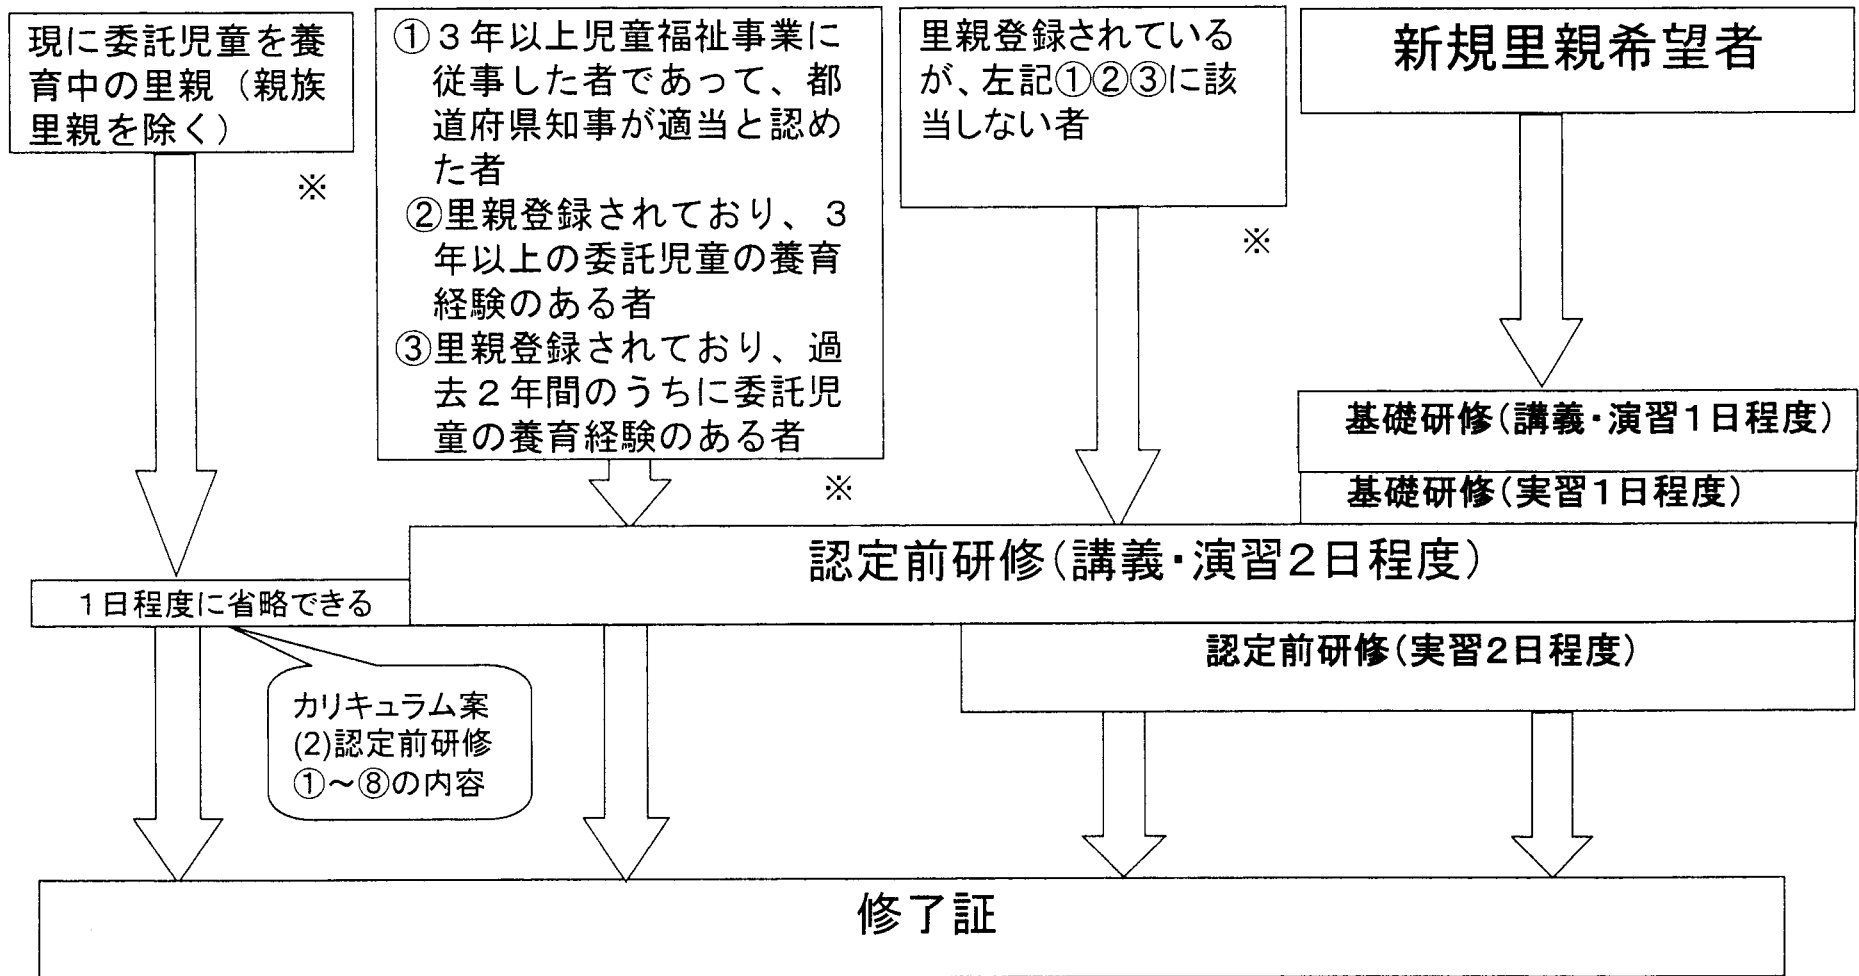 現に委託児童を養
育中の里親（親族
里親を除く）
※
①３年以上児童福祉事業に
従事した者であって、都
道府県知事が適当と認め
た者
②里親登録されており、３
年以上の委託児童の養育
経験のある者
③里親登録されており、過
去２年間のうちに委託児
童の養育経験のある者
※
里親登録されている
が、左記①②③に該
当しない者
※
新規里親希望者
基礎研修（講義・演習１日程度）
基礎研修（実習１日程度）
認定前研修（講義・演習２日程度）
１日程度に省略できる
認定前研修（実習２日程度）
カリキュラム案
(2)認定前研修
①～⑧の内容
修了証